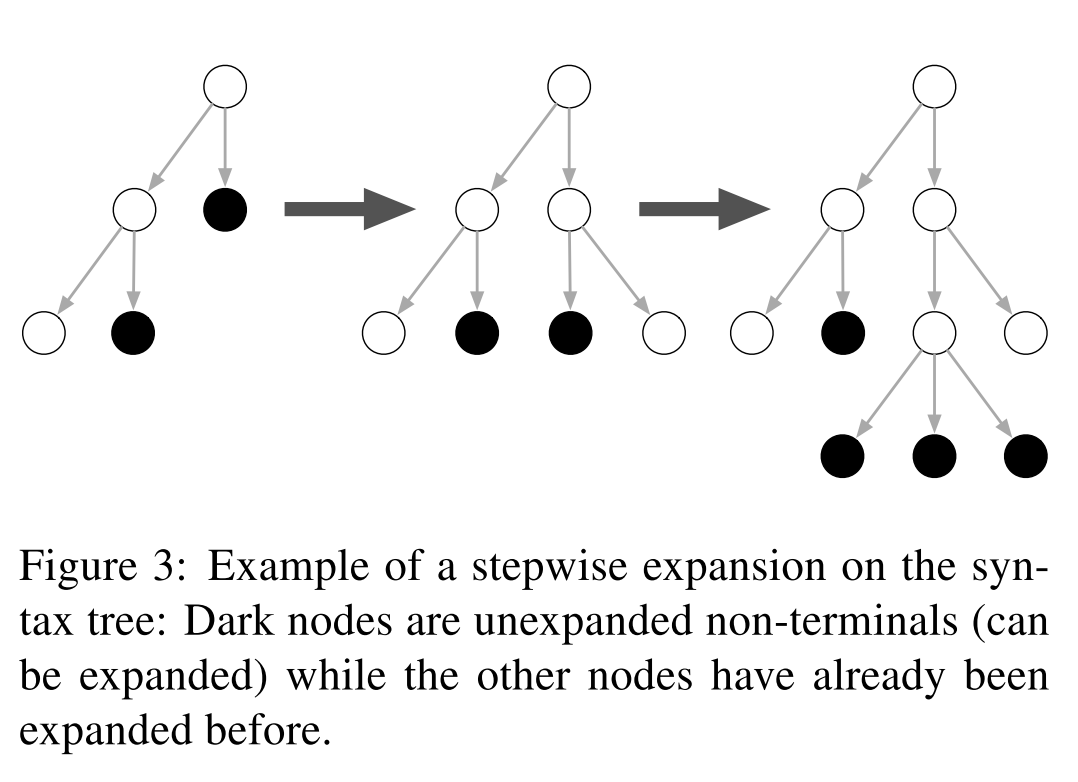 Figure 3: Example of a stepwise expansion on the syn-
tax tree: Dark nodes are unexpanded non-terminals (can
be expanded) while the other nodes have already been
expanded before.